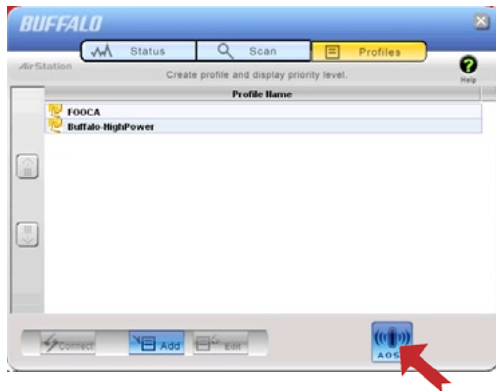 BUFFALO
Status
Scan
Profiles
AirStation
Create profile and display priority level.
Help
Profile Name
FOOCA
Buffalo-HighPower
Connect
Add
Edit
AOS